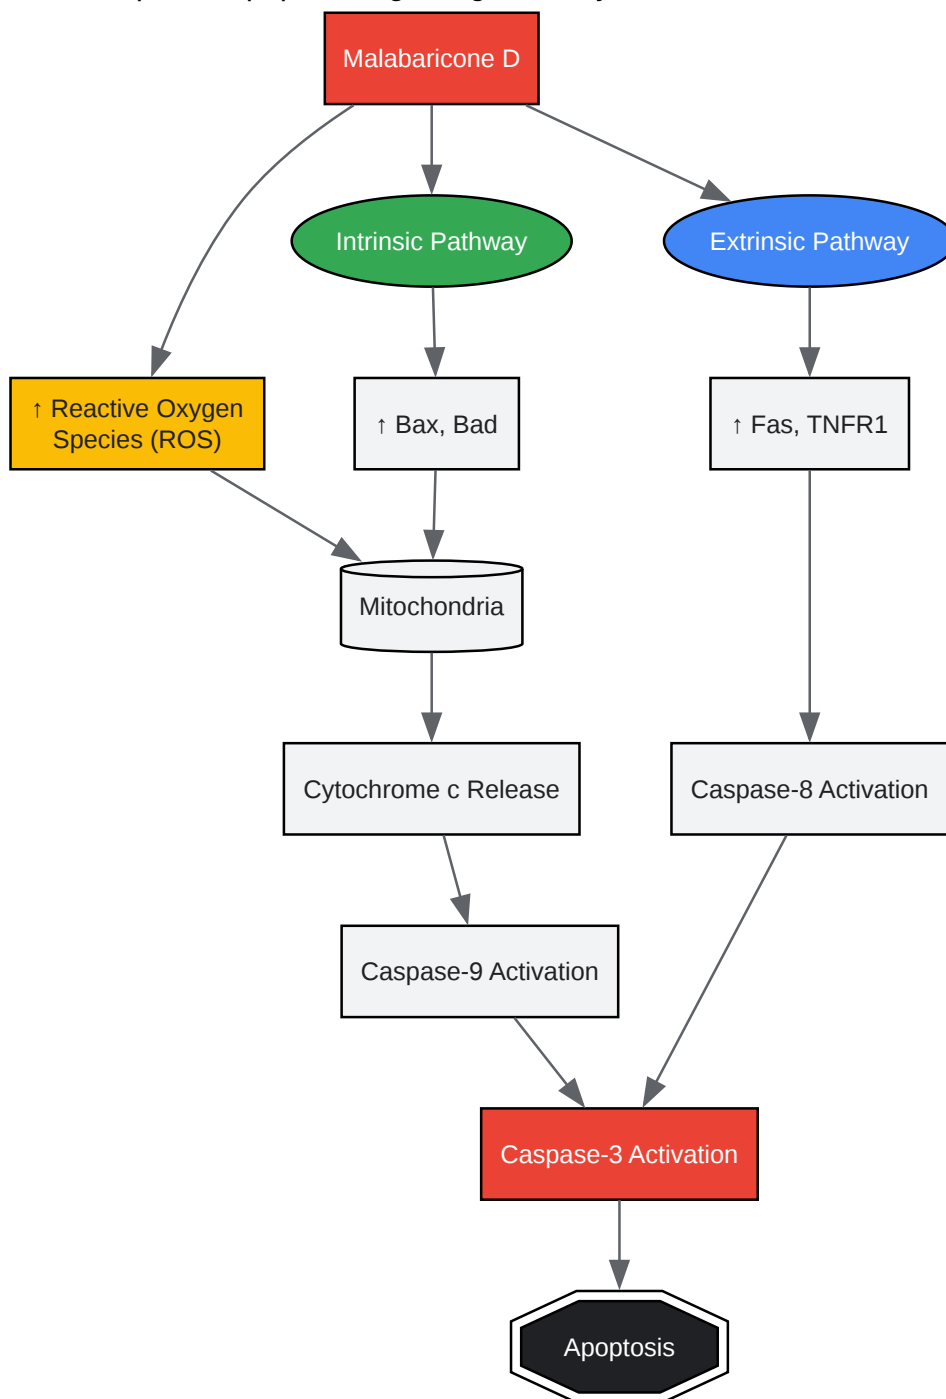 Malabaricone D
Intrinsic Pathway
Extrinsic Pathway
↑ Reactive Oxygen
Species (ROS)
↑ Bax, Bad
↑ Fas, TNFR1
Mitochondria
Cytochrome c Release
Caspase-8 Activation
Caspase-9 Activation
Caspase-3 Activation
Apoptosis